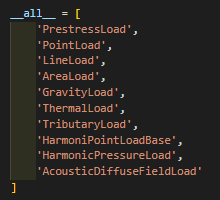 __all__ = [
'PrestressLoad',
'PointLoad',
'LineLoad',
'AreaLoad',
'GravityLoad',
'ThermalLoad',
'TributaryLoad',
'HarmoniPointLoadBase',
'HarmonicPressureLoad',
'AcousticDiffuseFieldLoad'
]